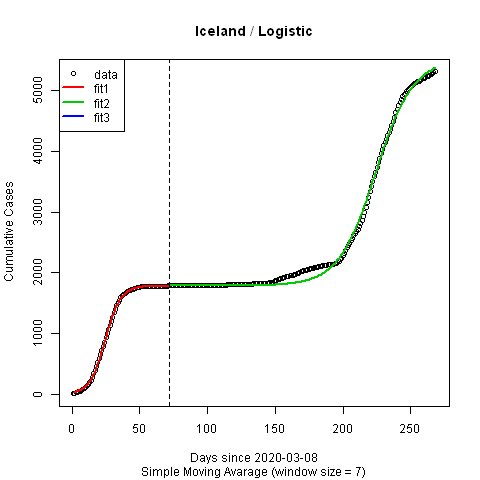 Iceland / Logistic
data
fit1
fit2
fit3
Cumulative Cases
0
1000
2000
3000
4000
5000
0 50 100 150 200 250
Days since 2020-03-08
Simple Moving Avarage (window size = 7)